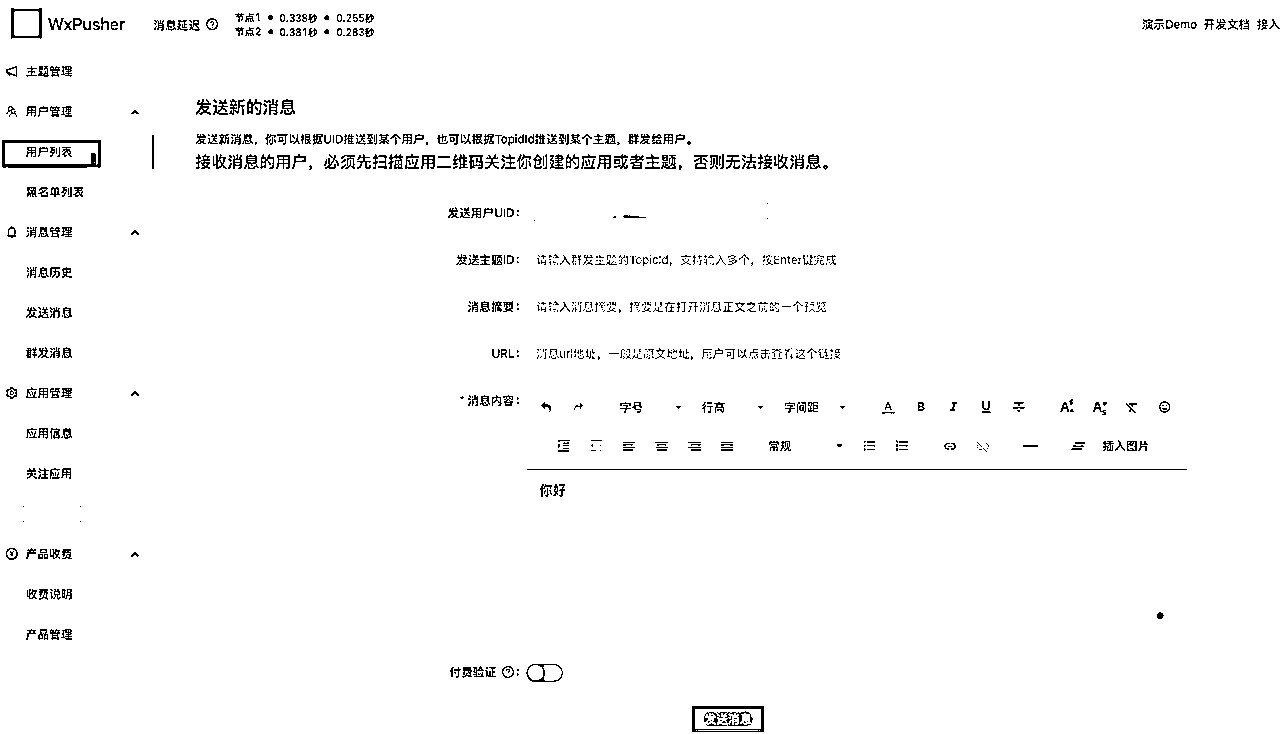 WxPusher
消息延迟
节点1 • 0.338秒 • 0.255秒
节点2 • 0.331秒 • 0.283秒
演示Demo 开发文档 接入
主题管理
用户管理
用户列表
黑名单列表
消息管理
消息历史
发送消息
群发消息
应用管理
应用信息
关注应用
产品收费
收费说明
产品管理
发送新的消息
发送新消息，你可以根据UID推送到某个用户，也可以根据TopidId推送到某个主题，群发给用户。
接收消息的用户，必须先扫描应用二维码关注你创建的应用或者主题，否则无法接收消息。
发送用户UID：
发送主题ID： 请输入群发主题的TopicId，支持输入多个，按Enter键完成
消息摘要： 请输入消息摘要，摘要是在打开消息正文之前的一个预览
URL： 消息url地址，一般是原文地址，用户可以点击查看这个链接
*消息内容： 字号 行高 字间距 A B I U
常规 插入图片
你好
付费验证 ：
发送消息